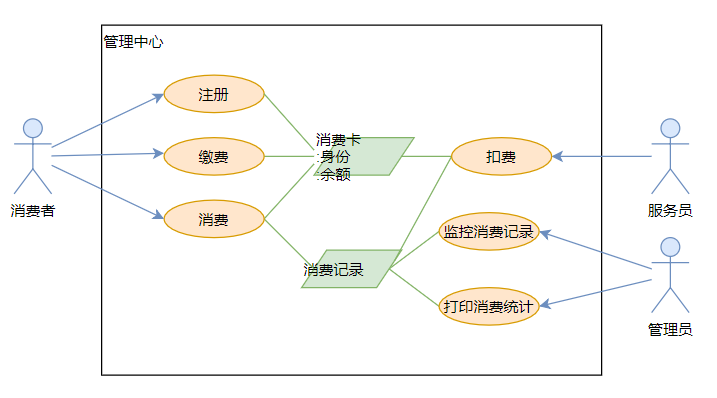 管理中心
注册
消费卡
:身份
:余额
缴费
扣费
消费者
服务员
消费
监控消费记录
消费记录
打印消费统计
管理员